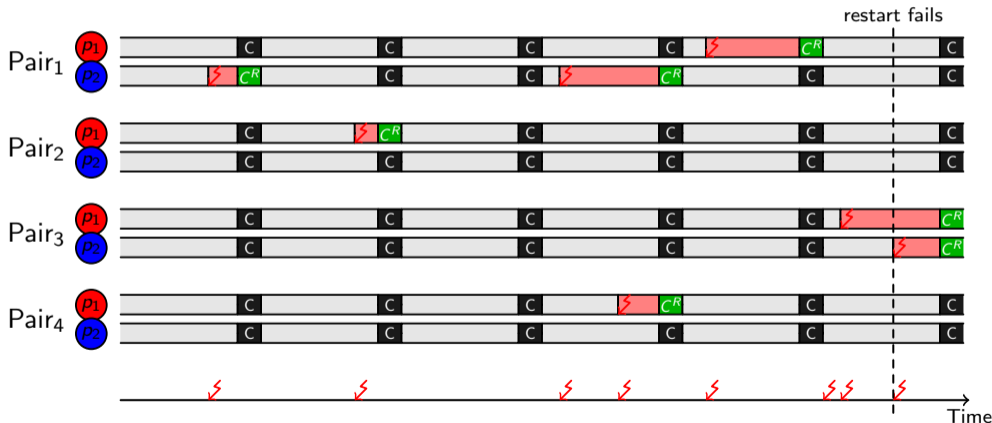 restart fails
Pair₁
p₁ C C C C Cᴿ C
p₂ Cᴿ C C Cᴿ C C
Pair₂
p₁ C Cᴿ C C C C
p₂ C C C C C C
Pair₃
p₁ C C C C C Cᴿ
p₂ C C C C C Cᴿ
Pair₄
p₁ C C C Cᴿ C C
p₂ C C C C C C
Time